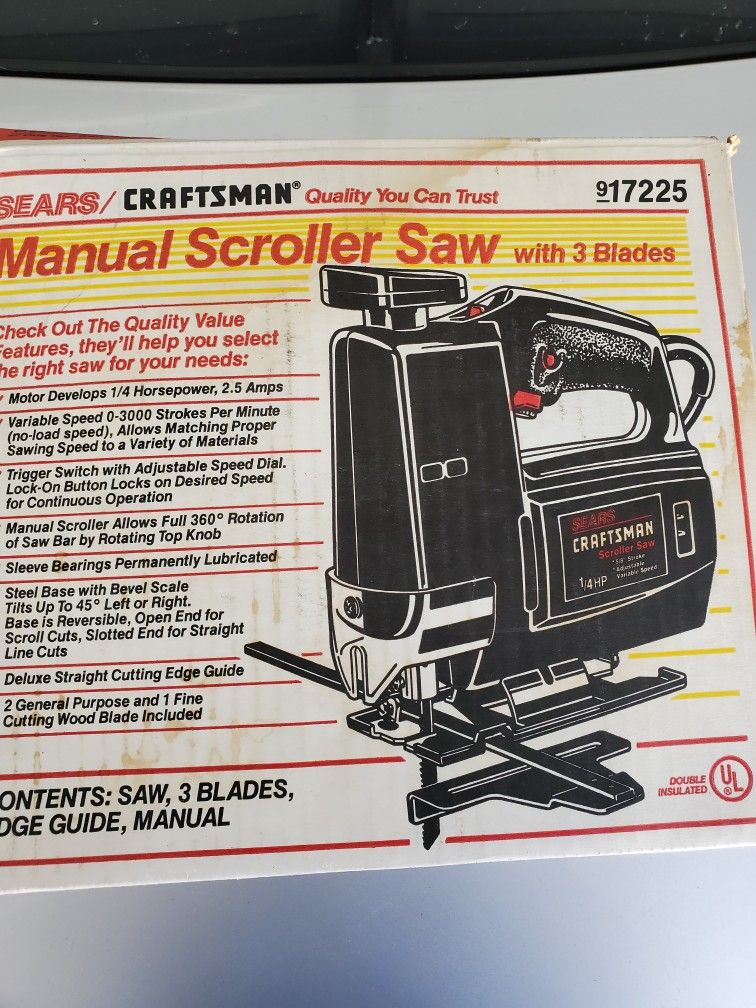 SEARS/CRAFTSMAN® Quality You Can Trust
917225
Manual Scroller Saw with 3 Blades
Check Out The Quality Value
Features, they'll help you select
the right saw for your needs:
Motor Develops 1/4 Horsepower, 2.5 Amps
Variable Speed 0-3000 Strokes Per Minute
(no-load speed), Allows Matching Proper
Sawing Speed to a Variety of Materials
Trigger Switch with Adjustable Speed Dial.
Lock-On Button Locks on Desired Speed
for Continuous Operation
Manual Scroller Allows Full 360° Rotation
of Saw Bar by Rotating Top Knob
Sleeve Bearings Permanently Lubricated
Steel Base with Bevel Scale
Tilts Up To 45° Left or Right.
Base is Reversible, Open End for
Scroll Cuts, Slotted End for Straight
Line Cuts
Deluxe Straight Cutting Edge Guide
2 General Purpose and 1 Fine
Cutting Wood Blade Included
ONTENTS: SAW, 3 BLADES,
DGE GUIDE, MANUAL
SEARS
CRAFTSMAN
Scroller Saw
*5/8" Stroke
*Adjustable
Variable Speed
1/4HP
DOUBLE
INSULATED
UL
®